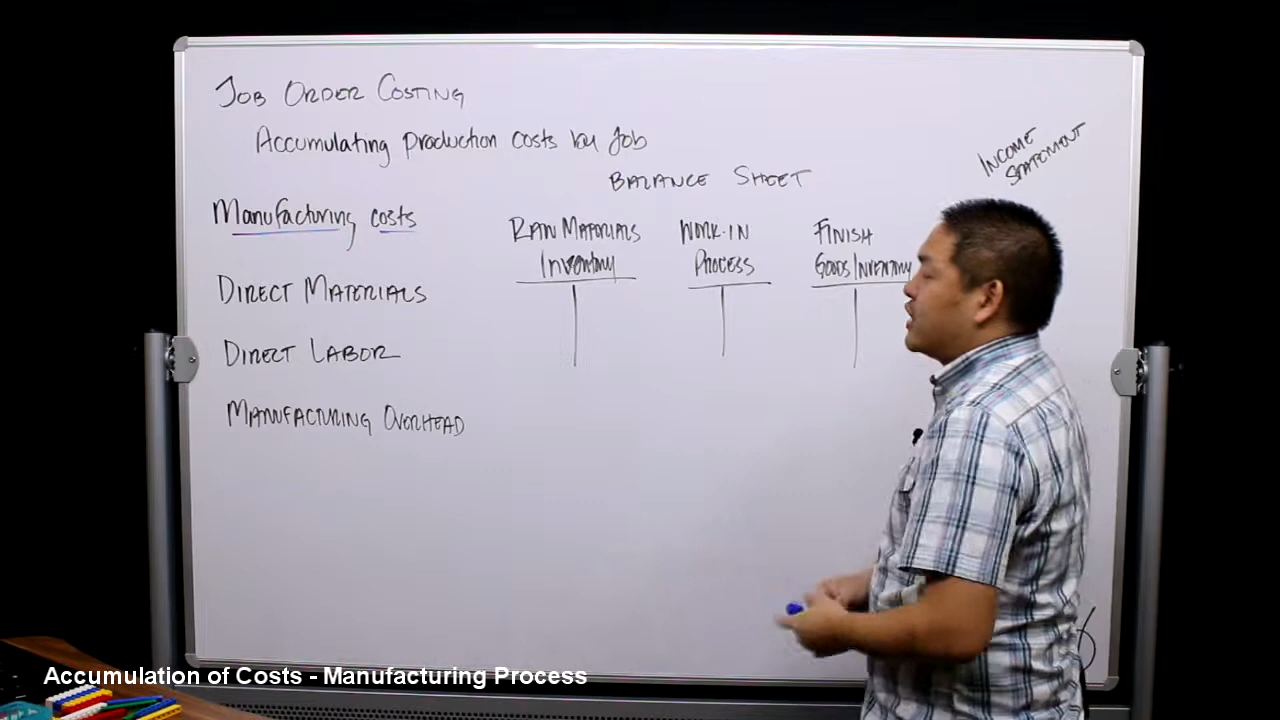 JOB ORDER COSTING
Accumulating production costs by Job
INCOME
STATEMENT
BALANCE SHEET
Manufacturing costs
RAW MATERIALS
Inventory
WORK-IN
PROCESS
FINISH
GOODS INVENTORY
DIRECT MATERIALS
DIRECT LABOR
MANUFACTURING OVERHEAD
Accumulation of Costs - Manufacturing Process